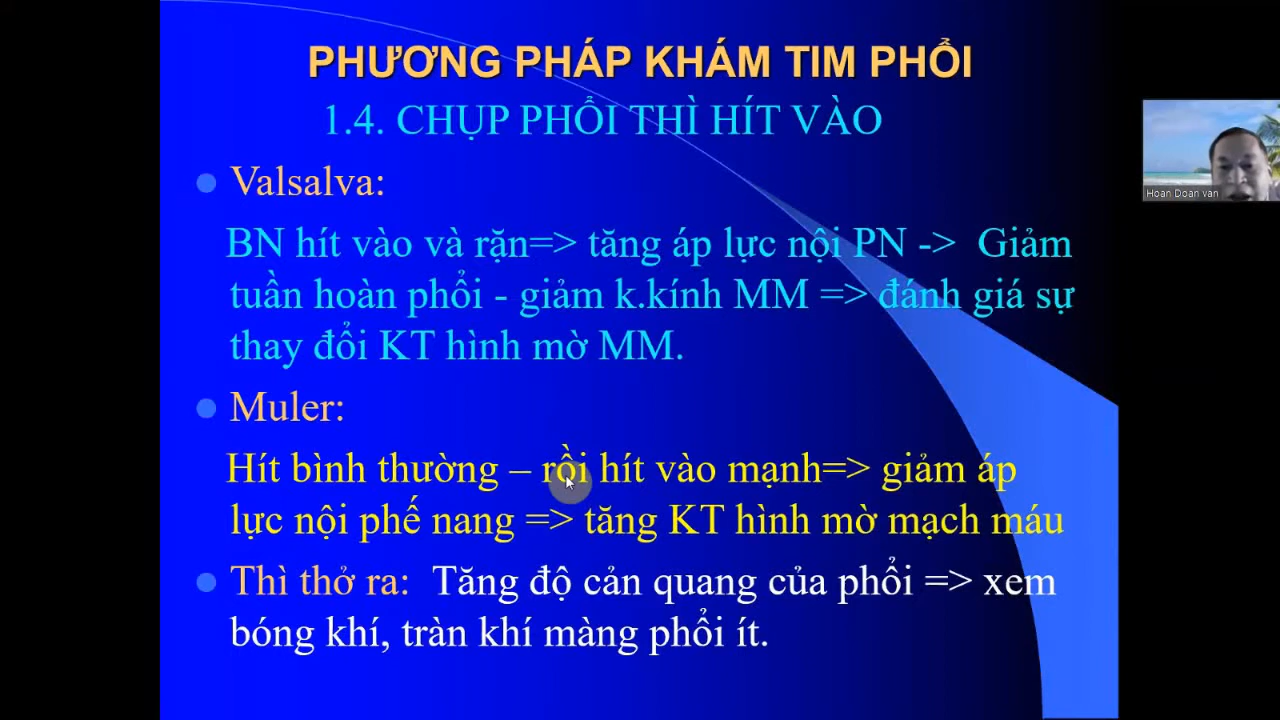 PHƯƠNG PHÁP KHÁM TIM PHỔI
1.4. CHỤP PHỔI THÌ HÍT VÀO
Valsalva:
BN hít vào và rặn=> tăng áp lực nội PN -> Giảm
tuần hoàn phổi - giảm k.kính MM => đánh giá sự
thay đổi KT hình mờ MM.
Muler:
Hít bình thường – rồi hít vào mạnh=> giảm áp
lực nội phế nang => tăng KT hình mờ mạch máu
Thì thở ra: Tăng độ cản quang của phổi => xem
bóng khí, tràn khí màng phổi ít.
Hoan Doan van